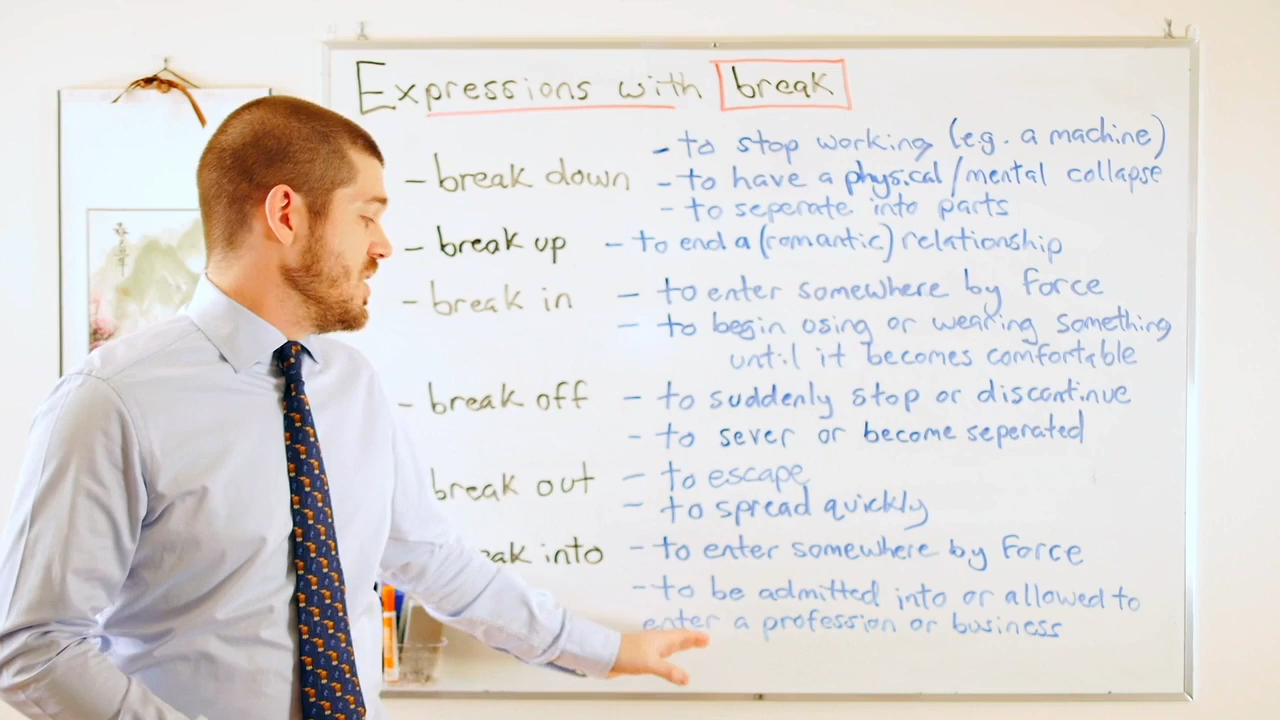 Expressions with break
- break down - to stop working (e.g. a machine)
- to have a physical/mental collapse
- to seperate into parts
- break up - to end a (romantic) relationship
- break in - to enter somewhere by force
- to begin using or wearing something
until it becomes comfortable
- break off - to suddenly stop or discontinue
- to sever or become seperated
break out - to escape
- to spread quickly
eak into - to enter somewhere by force
- to be admitted into or allowed to
enter a profession or business